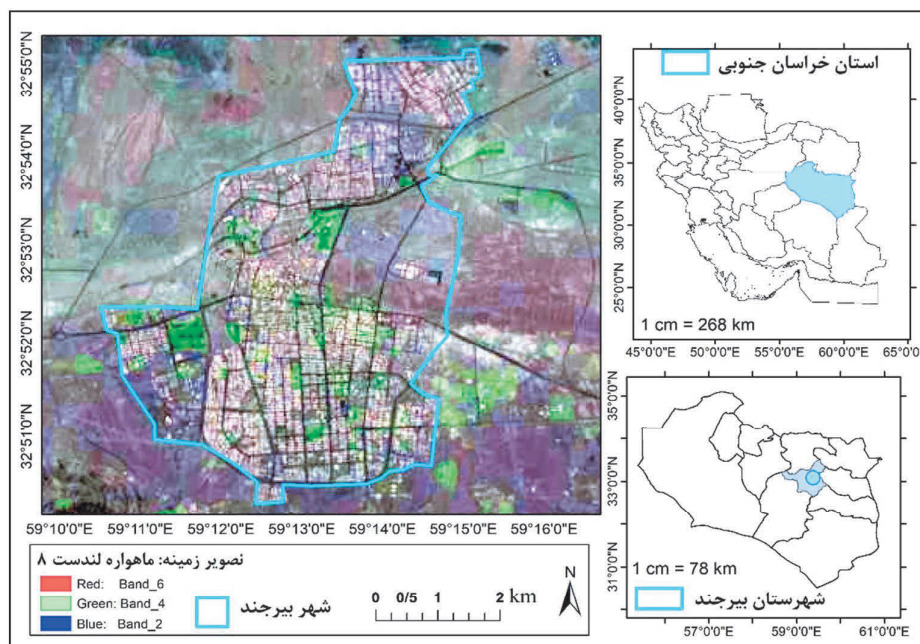 32°55'0"N
32°54'0"N
32°53'0"N
32°52'0"N
32°51'0"N
59°10'0"E 59°11'0"E 59°12'0"E 59°13'0"E 59°14'0"E 59°15'0"E 59°16'0"E
تصویر زمینه: ماهواره لندست ۸
Red: Band_6
Green: Band_4
Blue: Band_2
شهر بیرجند
0 0/5 1 2 km
N
استان خراسان جنوبی
40°0'0"N
35°0'0"N
30°0'0"N
25°0'0"N
1 cm = 268 km
45°0'0"E 50°0'0"E 55°0'0"E 60°0'0"E 65°0'0"E
35°0'0"N
33°0'0"N
31°0'0"N
1 cm = 78 km
شهرستان بیرجند
57°0'0"E 59°0'0"E 61°0'0"E